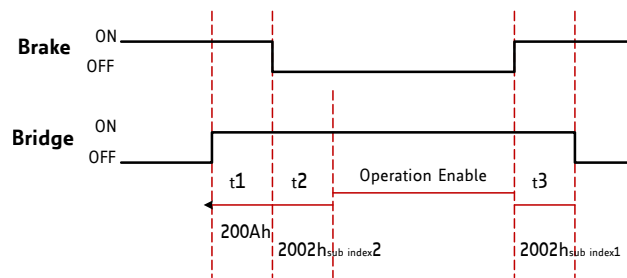 ON
Brake
OFF
ON
Bridge
OFF
t1 t2 Operation Enable t3
200Ah
2002hsub index2 2002hsub index1